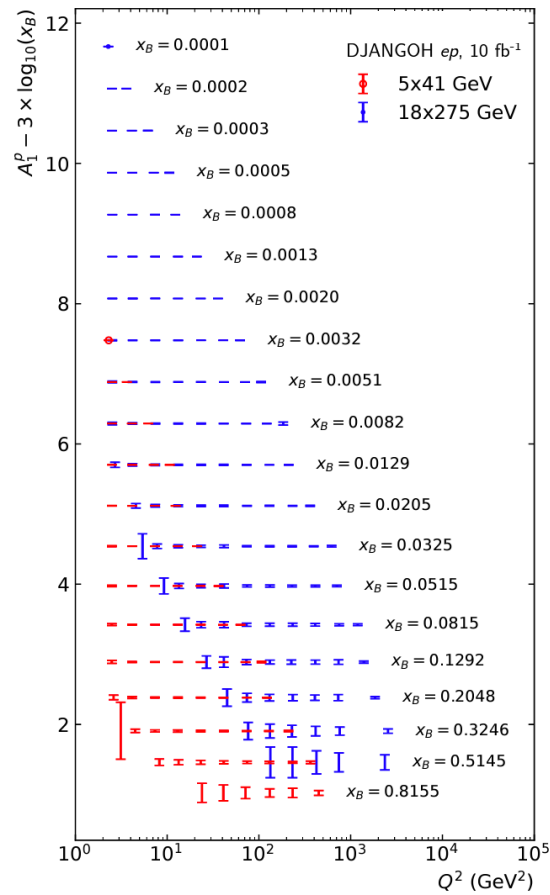 DJANGOH ep, 10 fb⁻¹
5x41 GeV
18x275 GeV
A₁ᵖ − 3 × log₁₀(x_B)
12
10
8
6
4
2
x_B = 0.0001
x_B = 0.0002
x_B = 0.0003
x_B = 0.0005
x_B = 0.0008
x_B = 0.0013
x_B = 0.0020
x_B = 0.0032
x_B = 0.0051
x_B = 0.0082
x_B = 0.0129
x_B = 0.0205
x_B = 0.0325
x_B = 0.0515
x_B = 0.0815
x_B = 0.1292
x_B = 0.2048
x_B = 0.3246
x_B = 0.5145
x_B = 0.8155
10⁰ 10¹ 10² 10³ 10⁴ 10⁵
Q² (GeV²)